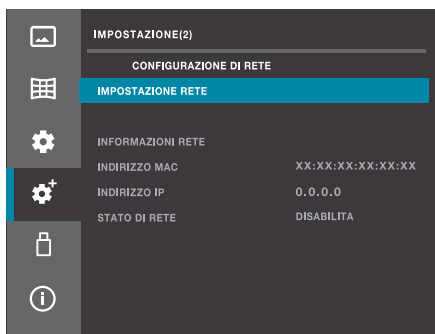 IMPOSTAZIONE(2)
CONFIGURAZIONE DI RETE
IMPOSTAZIONE RETE
INFORMAZIONI RETE
INDIRIZZO MAC XX:XX:XX:XX:XX:XX
INDIRIZZO IP 0.0.0.0
STATO DI RETE DISABILITA